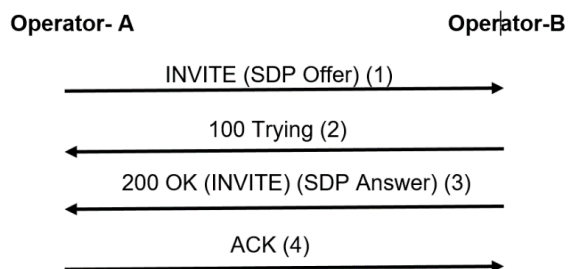 Operator- A Operator-B
INVITE (SDP Offer) (1)
100 Trying (2)
200 OK (INVITE) (SDP Answer) (3)
ACK (4)